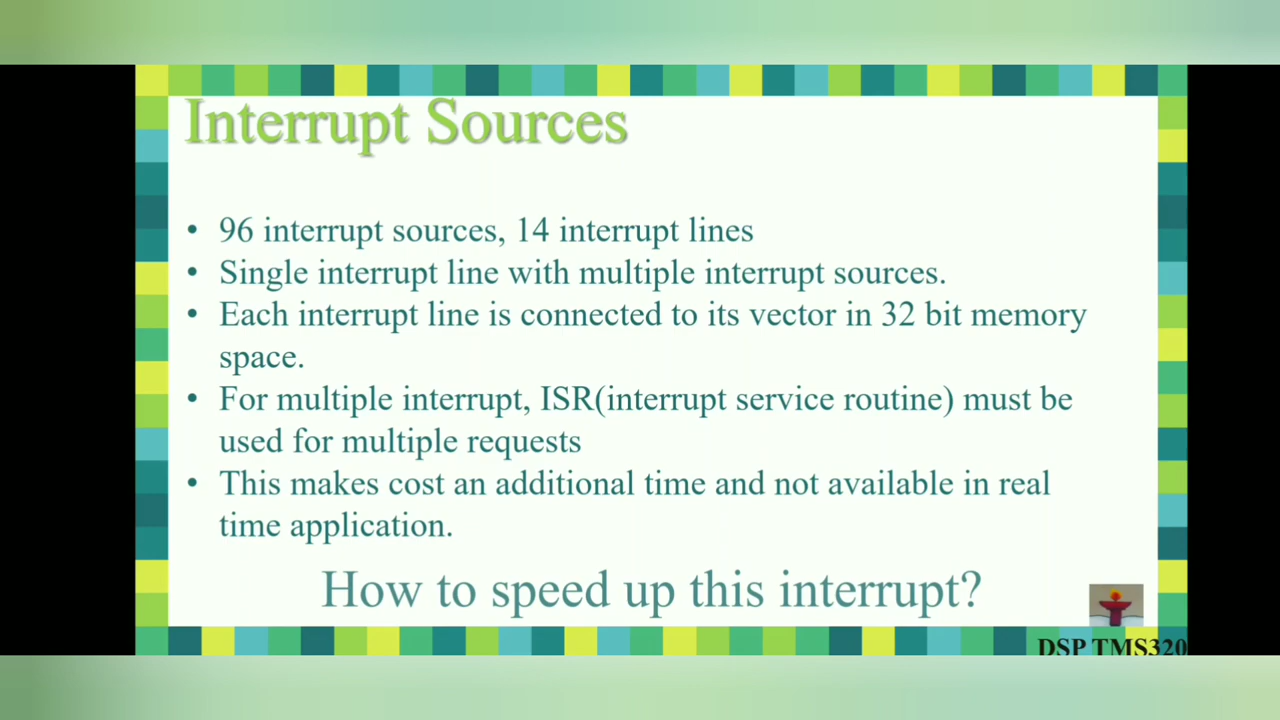 Interrupt Sources
• 96 interrupt sources, 14 interrupt lines
• Single interrupt line with multiple interrupt sources.
• Each interrupt line is connected to its vector in 32 bit memory
space.
• For multiple interrupt, ISR(interrupt service routine) must be
used for multiple requests
• This makes cost an additional time and not available in real
time application.
How to speed up this interrupt?
DSP TMS320